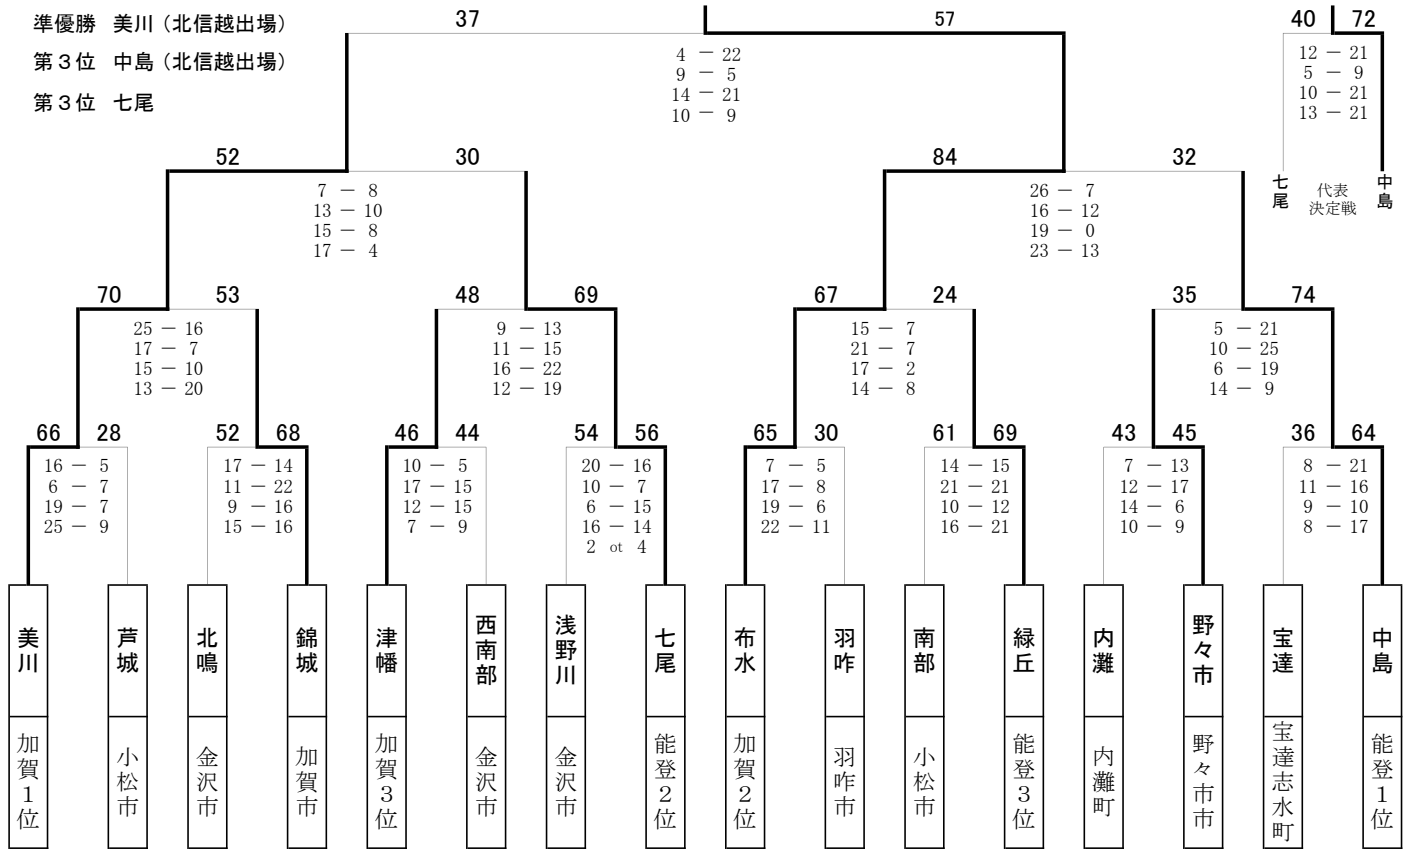 準優勝 美川（北信越出場）
第３位 中島（北信越出場）
第３位 七尾
37 57
4 － 22
9 － 5
14 － 21
10 － 9
40 72
12 － 21
5 － 9
10 － 21
13 － 21
七尾
代表
決定戦
中島
52 30
7 － 8
13 － 10
15 － 8
17 － 4
84 32
26 － 7
16 － 12
19 － 0
23 － 13
70 53
25 － 16
17 － 7
15 － 10
13 － 20
48 69
9 － 13
11 － 15
16 － 22
12 － 19
67 24
15 － 7
21 － 7
17 － 2
14 － 8
35 74
5 － 21
10 － 25
6 － 19
14 － 9
66 28
16 － 5
6 － 7
19 － 7
25 － 9
52 68
17 － 14
11 － 22
9 － 16
15 － 16
46 44
10 － 5
17 － 15
12 － 15
7 － 9
54 56
20 － 16
10 － 7
6 － 15
16 － 14
2 ot 4
65 30
7 － 5
17 － 8
19 － 6
22 － 11
61 69
14 － 15
21 － 21
10 － 12
16 － 21
43 45
7 － 13
12 － 17
14 － 6
10 － 9
36 64
8 － 21
11 － 16
9 － 10
8 － 17
美川
加賀１位
芦城
小松市
北鳴
金沢市
錦城
加賀市
津幡
加賀３位
西南部
金沢市
浅野川
金沢市
七尾
能登２位
布水
加賀２位
羽咋
羽咋市
南部
小松市
緑丘
能登３位
内灘
内灘町
野々市
野々市市
宝達
宝達志水町
中島
能登１位